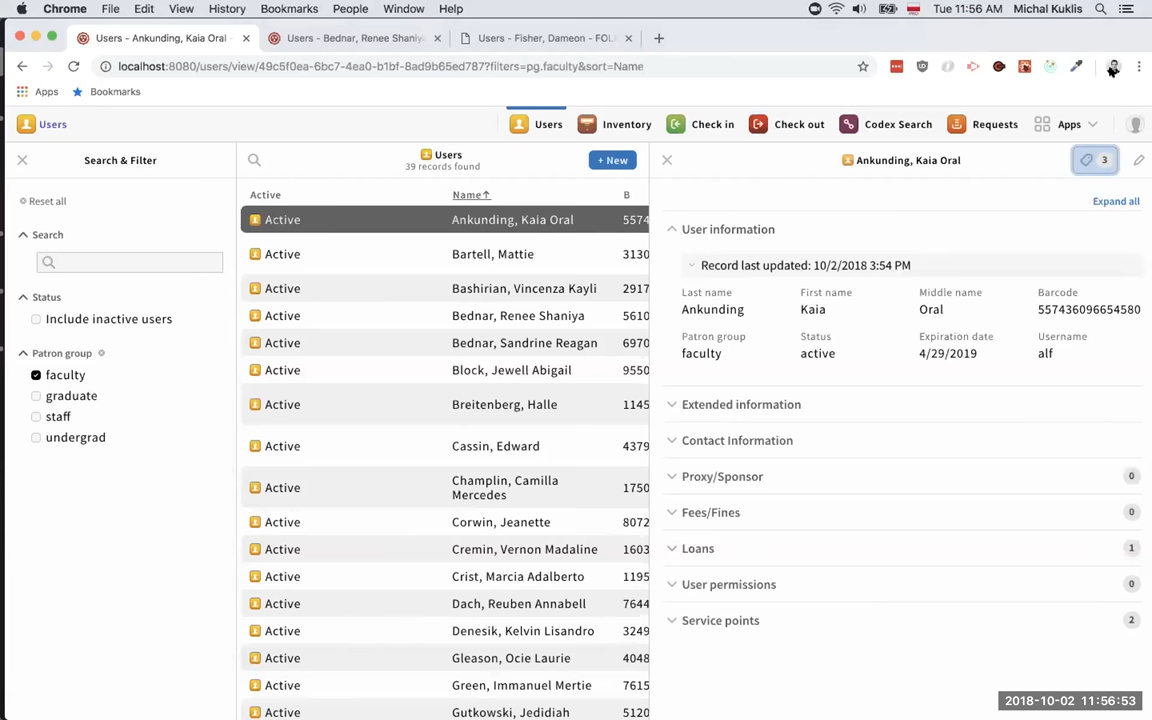 Chrome File Edit View History Bookmarks People Window Help Tue 11:56 AM Michal Kuklis
Users - Ankunding, Kaia Oral - Users - Bednar, Renee Shaniya Users - Fisher, Dameon - FOL
localhost:8080/users/view/49c5f0ea-6bc7-4ea0-b1bf-8ad9b65ed787?filters=pg.faculty&sort=Name
Apps Bookmarks
Users Users Inventory Check in Check out Codex Search Requests Apps
Search & Filter
Users
39 records found
+ New
Ankunding, Kaia Oral
3
Reset all
Search
Status
Include inactive users
Patron group
faculty
graduate
staff
undergrad
Active Name↑ B
Active Ankunding, Kaia Oral 5574
Active Bartell, Mattie 3130
Active Bashirian, Vincenza Kayli 2917
Active Bednar, Renee Shaniya 5610
Active Bednar, Sandrine Reagan 6970
Active Block, Jewell Abigail 9550
Active Breitenberg, Halle 1145
Active Cassin, Edward 4379
Active Champlin, Camilla Mercedes 1750
Active Corwin, Jeanette 8072
Active Cremin, Vernon Madaline 1603
Active Crist, Marcia Adalberto 1195
Active Dach, Reuben Annabell 7644
Active Denesik, Kelvin Lisandro 3249
Active Gleason, Ocie Laurie 4048
Active Green, Immanuel Mertie 7615
Active Gutkowski, Jedidiah 5120
Expand all
User information
Record last updated: 10/2/2018 3:54 PM
Last name First name Middle name Barcode
Ankunding Kaia Oral 557436096654580
Patron group Status Expiration date Username
faculty active 4/29/2019 alf
Extended information
Contact Information
Proxy/Sponsor 0
Fees/Fines 0
Loans 1
User permissions 0
Service points 2
2018-10-02 11:56:53